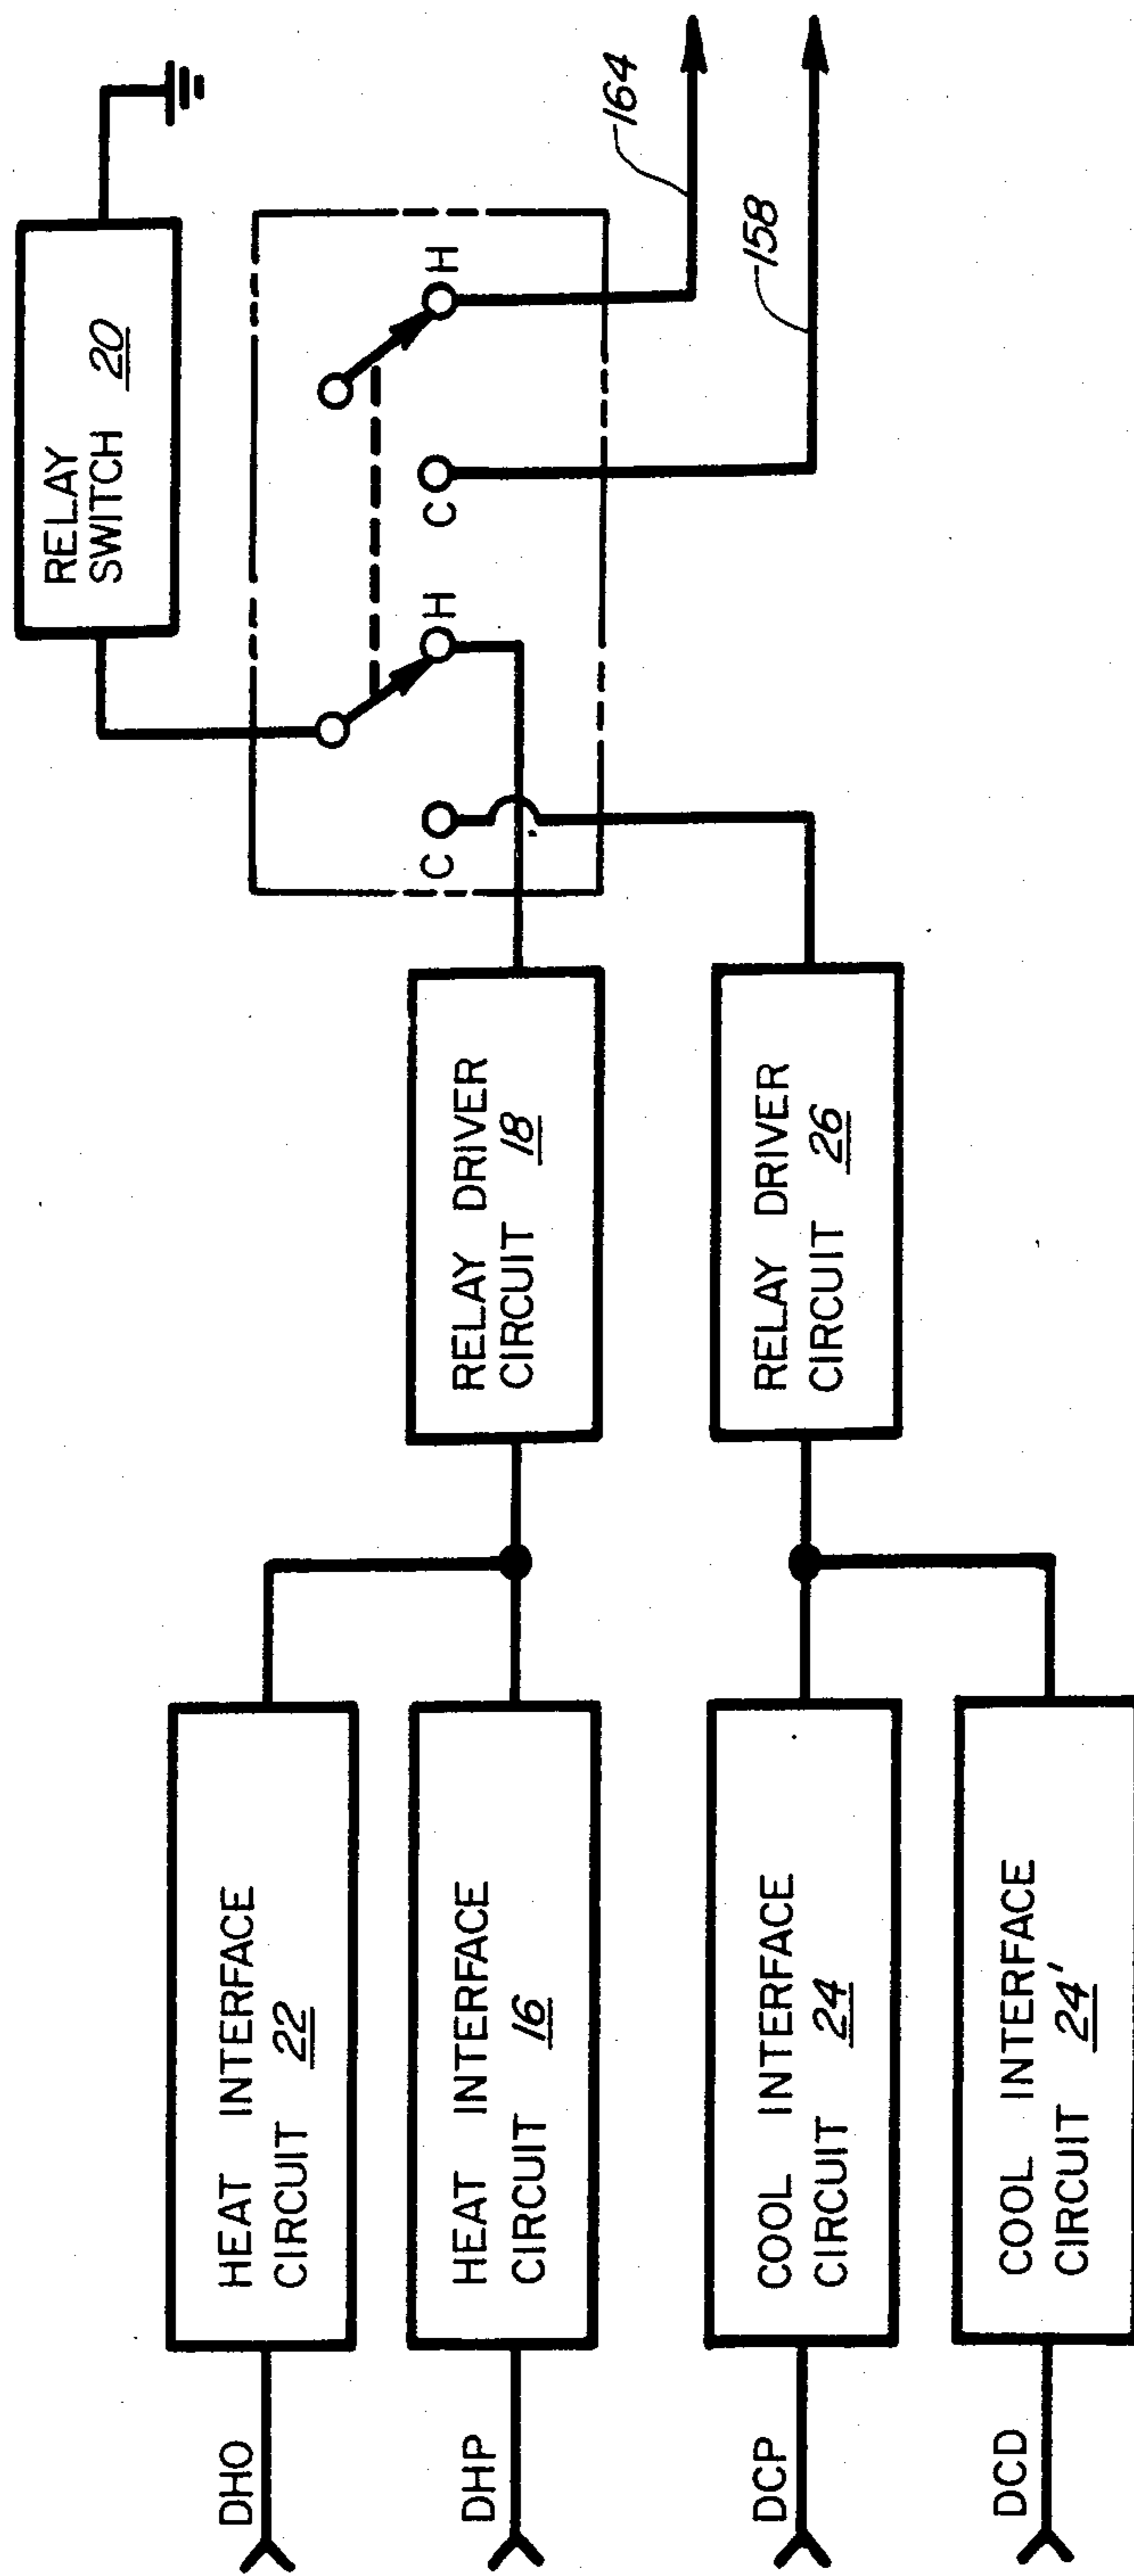 DHO
HEAT INTERFACE
CIRCUIT 22
DHP
HEAT INTERFACE
CIRCUIT 16
DCP
COOL INTERFACE
CIRCUIT 24
DCD
COOL INTERFACE
CIRCUIT 24'
RELAY DRIVER
CIRCUIT 18
RELAY DRIVER
CIRCUIT 26
RELAY
SWITCH 20
C
H
C
H
164
158